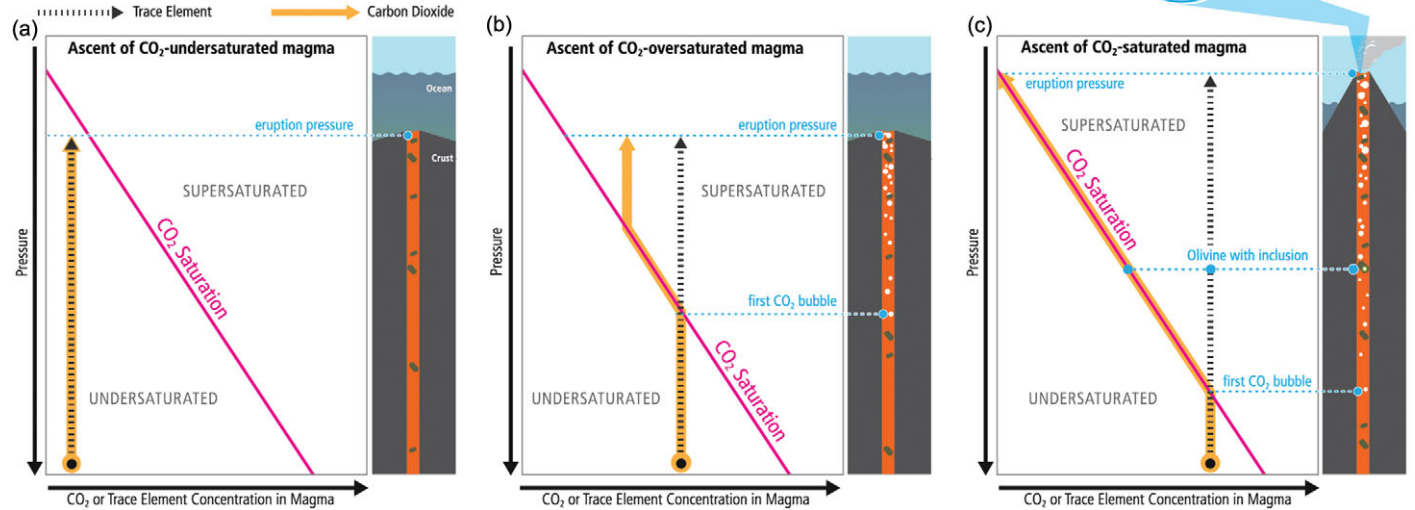 Trace Element
Carbon Dioxide
(a)
Ascent of CO₂-undersaturated magma
Ocean
eruption pressure
Crust
SUPERSATURATED
CO₂ Saturation
Pressure
UNDERSATURATED
CO₂ or Trace Element Concentration in Magma
(b)
Ascent of CO₂-oversaturated magma
eruption pressure
SUPERSATURATED
Pressure
first CO₂ bubble
CO₂ Saturation
UNDERSATURATED
CO₂ or Trace Element Concentration in Magma
(c)
Ascent of CO₂-saturated magma
eruption pressure
SUPERSATURATED
CO₂ Saturation
Pressure
Olivine with inclusion
first CO₂ bubble
UNDERSATURATED
CO₂ or Trace Element Concentration in Magma